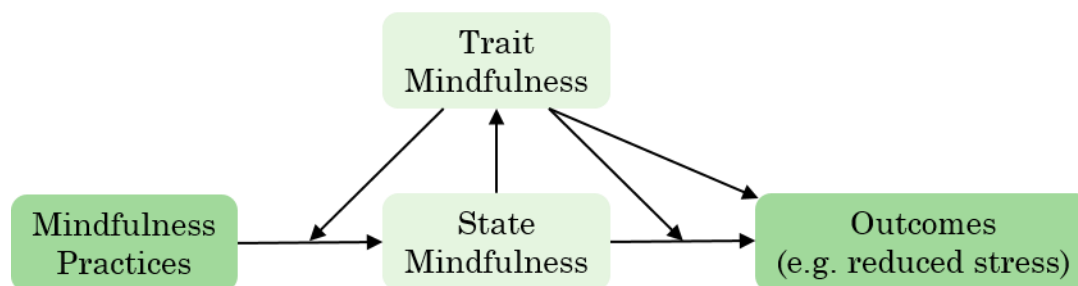 Trait
Mindfulness
Mindfulness
Practices
State
Mindfulness
Outcomes
(e.g. reduced stress)